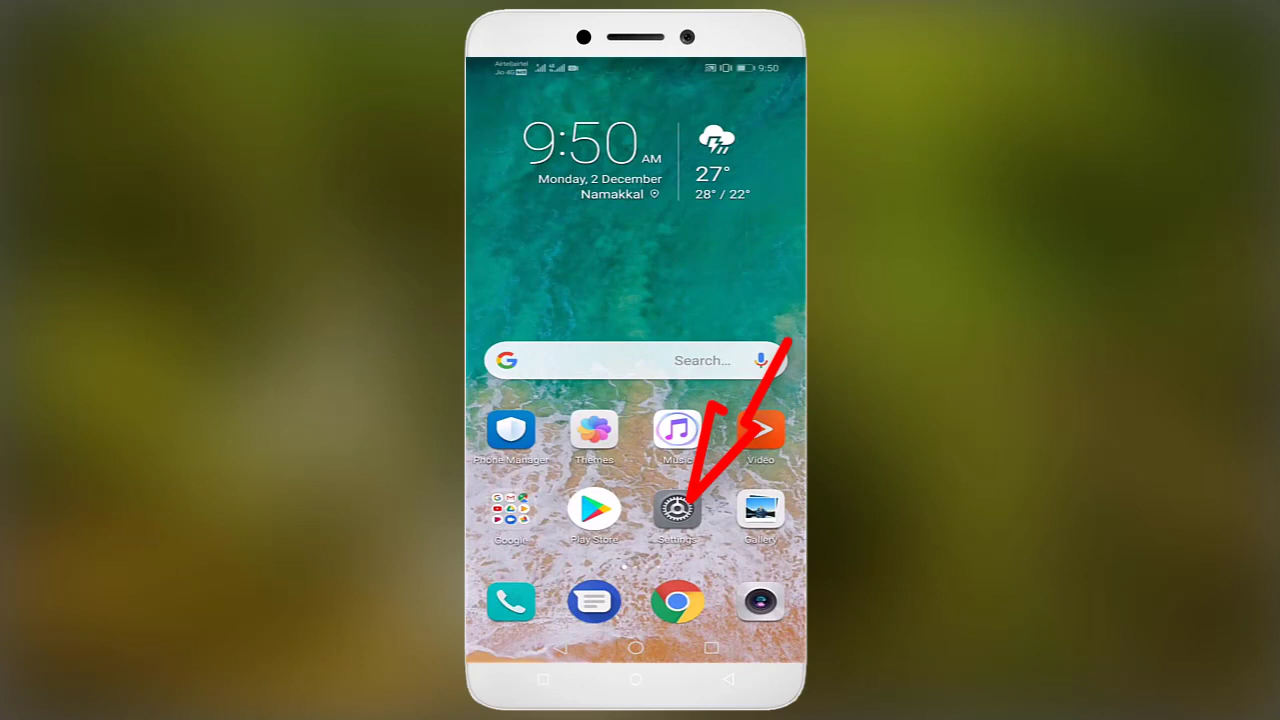 Airtel|airtel
Jio 4G VoLTE
9:50
9:50 AM
Monday, 2 December
Namakkal
27°
28° / 22°
Search...
Phone Manager
Themes
Music
Video
Google
Play Store
Settings
Gallery